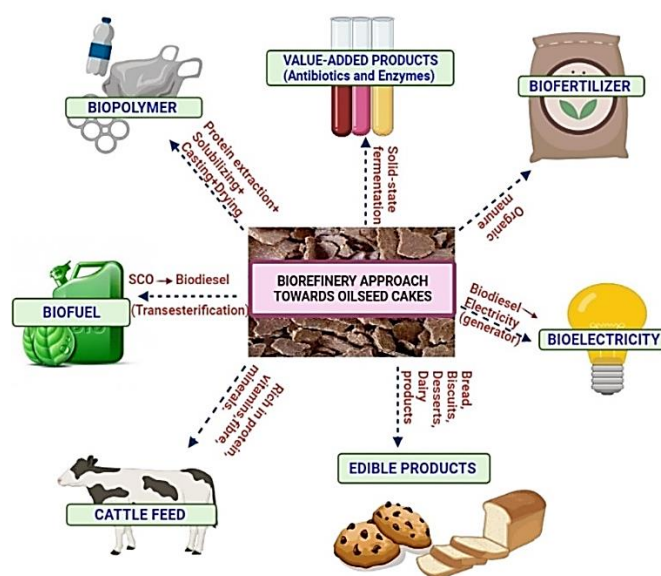 VALUE-ADDED PRODUCTS
(Antibiotics and Enzymes)
BIOPOLYMER
BIOFERTILIZER
Protein extraction+
Solubilizing+
Casting+Drying
Solid-state
fermentation
Organic
manure
BIOREFINERY APPROACH
TOWARDS OILSEED CAKES
SCO → Biodiesel
(Transesterification)
BIOFUEL
Biodiesel →
Electricity
(generator)
BIOELECTRICITY
Rich in protein,
vitamins, fibre,
minerals,
Bread,
Biscuits,
Desserts,
Dairy
products
CATTLE FEED
EDIBLE PRODUCTS